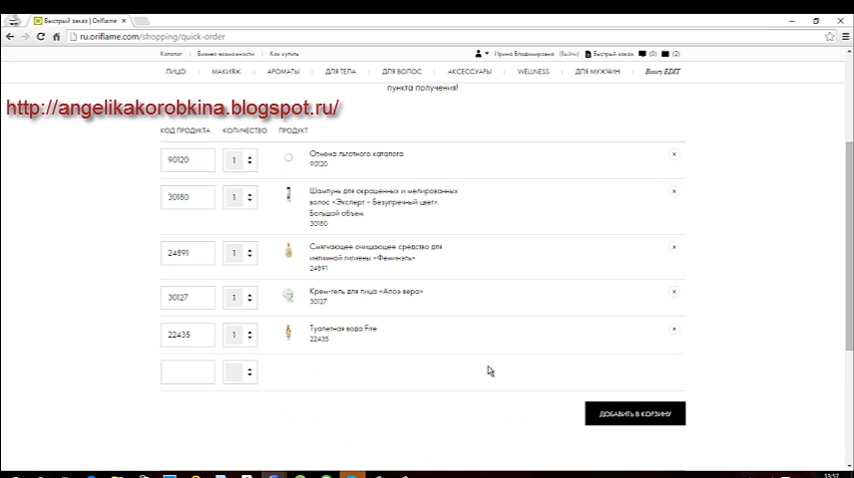 Быстрый заказ | Oriflame
ru.oriflame.com/shopping/quick-order
Каталог Бизнес-возможности Как купить Ирина Владимировна (Выйти) Быстрый заказ (0) (2)
ЛИЦО МАКИЯЖ АРОМАТЫ ДЛЯ ТЕЛА ДЛЯ ВОЛОС АКСЕССУАРЫ WELLNESS ДЛЯ МУЖЧИН Beauty EDIT
пункта получения!
http://angelikakorobkina.blogspot.ru/
КОД ПРОДУКТА КОЛИЧЕСТВО ПРОДУКТ
90120 1 Отмена льготного каталога
90120
30180 1 Шампунь для окрашенных и мелированных
волос «Эксперт – Безупречный цвет».
Большой объем
30180
24891 1 Смягчающее очищающее средство для
интимной гигиены «Феминэль»
24891
30127 1 Крем-гель для лица «Алоэ вера»
30127
22435 1 Туалетная вода Fire
22435
ДОБАВИТЬ В КОРЗИНУ
13:57